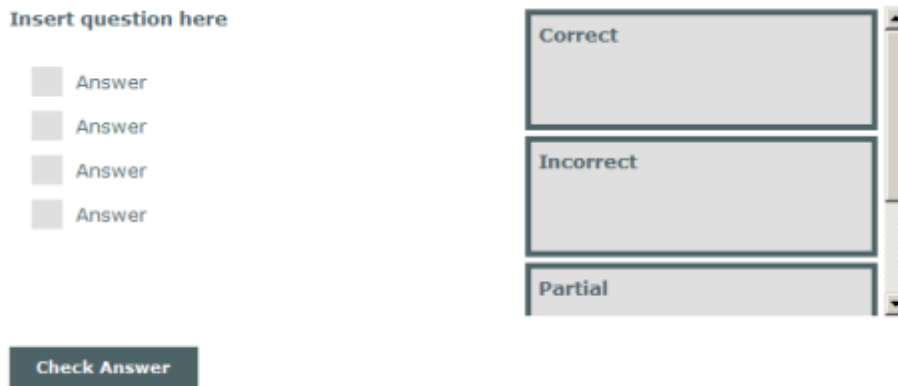 Insert question here
Answer
Answer
Answer
Answer
Check Answer
Correct
Incorrect
Partial